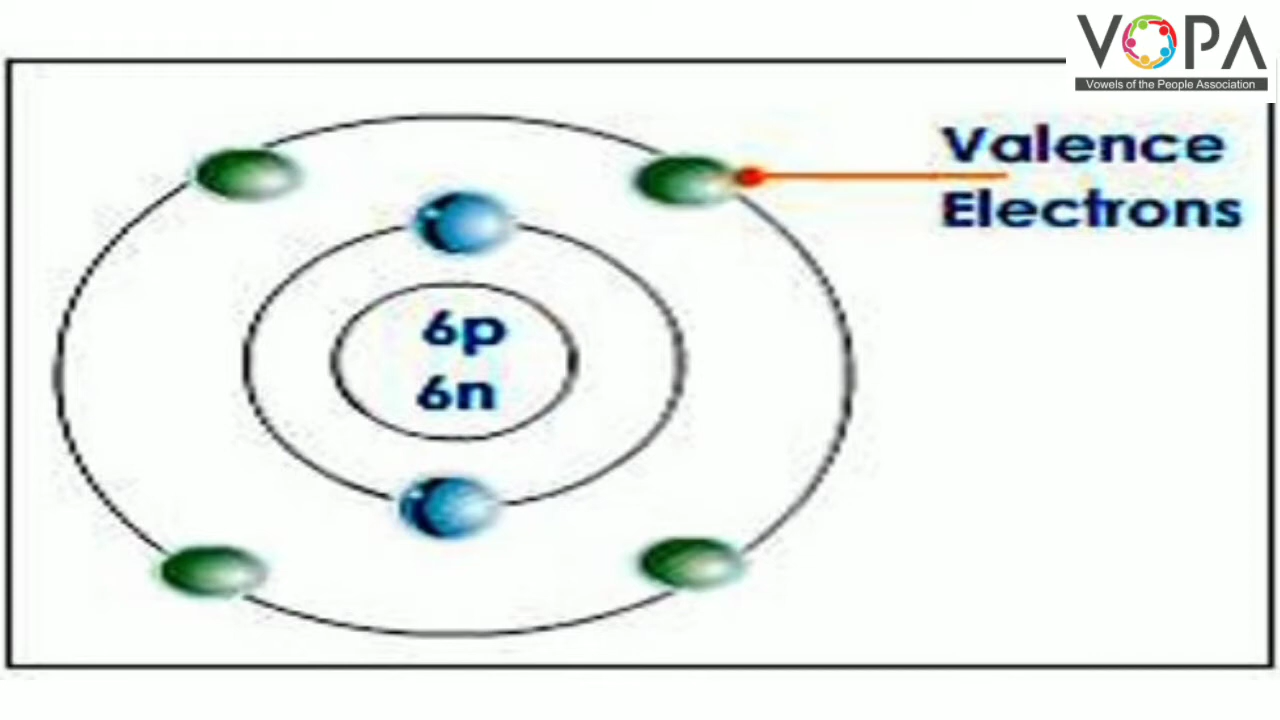 VOPA
Vowels of the People Association
Valence
Electrons
6p
6n